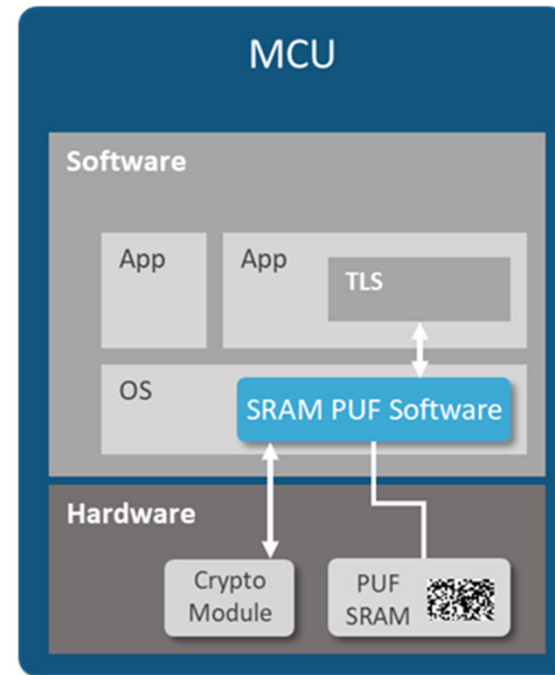 MCU
Software
App
App
TLS
OS
SRAM PUF Software
Hardware
Crypto
Module
PUF
SRAM